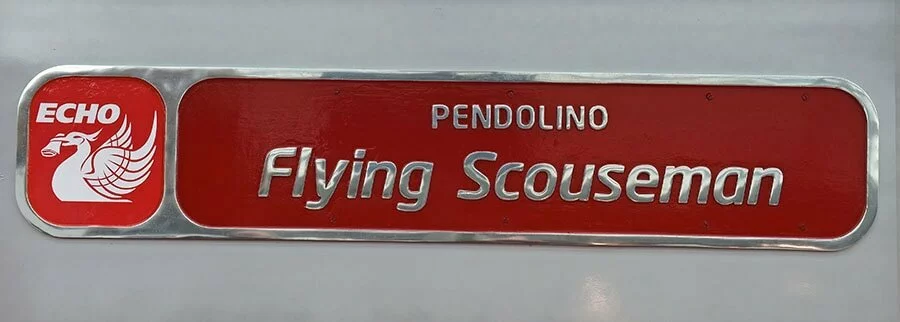 ECHO
PENDOLINO
Flying Scouseman